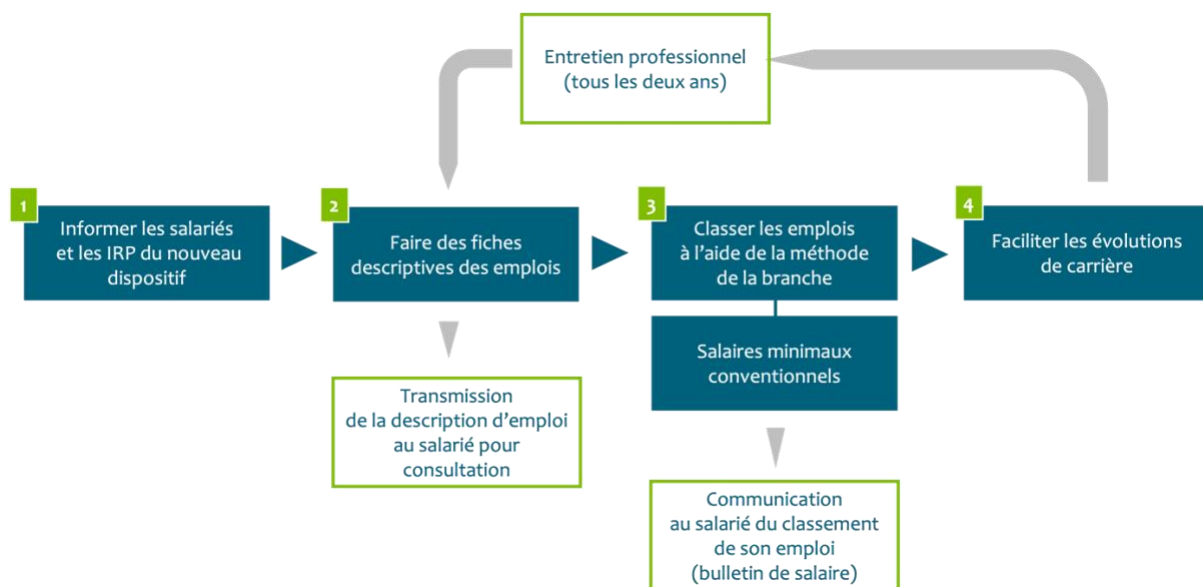 Entretien professionnel
(tous les deux ans)
1
Informer les salariés
et les IRP du nouveau
dispositif
2
Faire des fiches
descriptives des emplois
3
Classer les emplois
à l’aide de la méthode
de la branche
4
Faciliter les évolutions
de carrière
Salaires minimaux
conventionnels
Transmission
de la description d’emploi
au salarié pour
consultation
Communication
au salarié du classement
de son emploi
(bulletin de salaire)